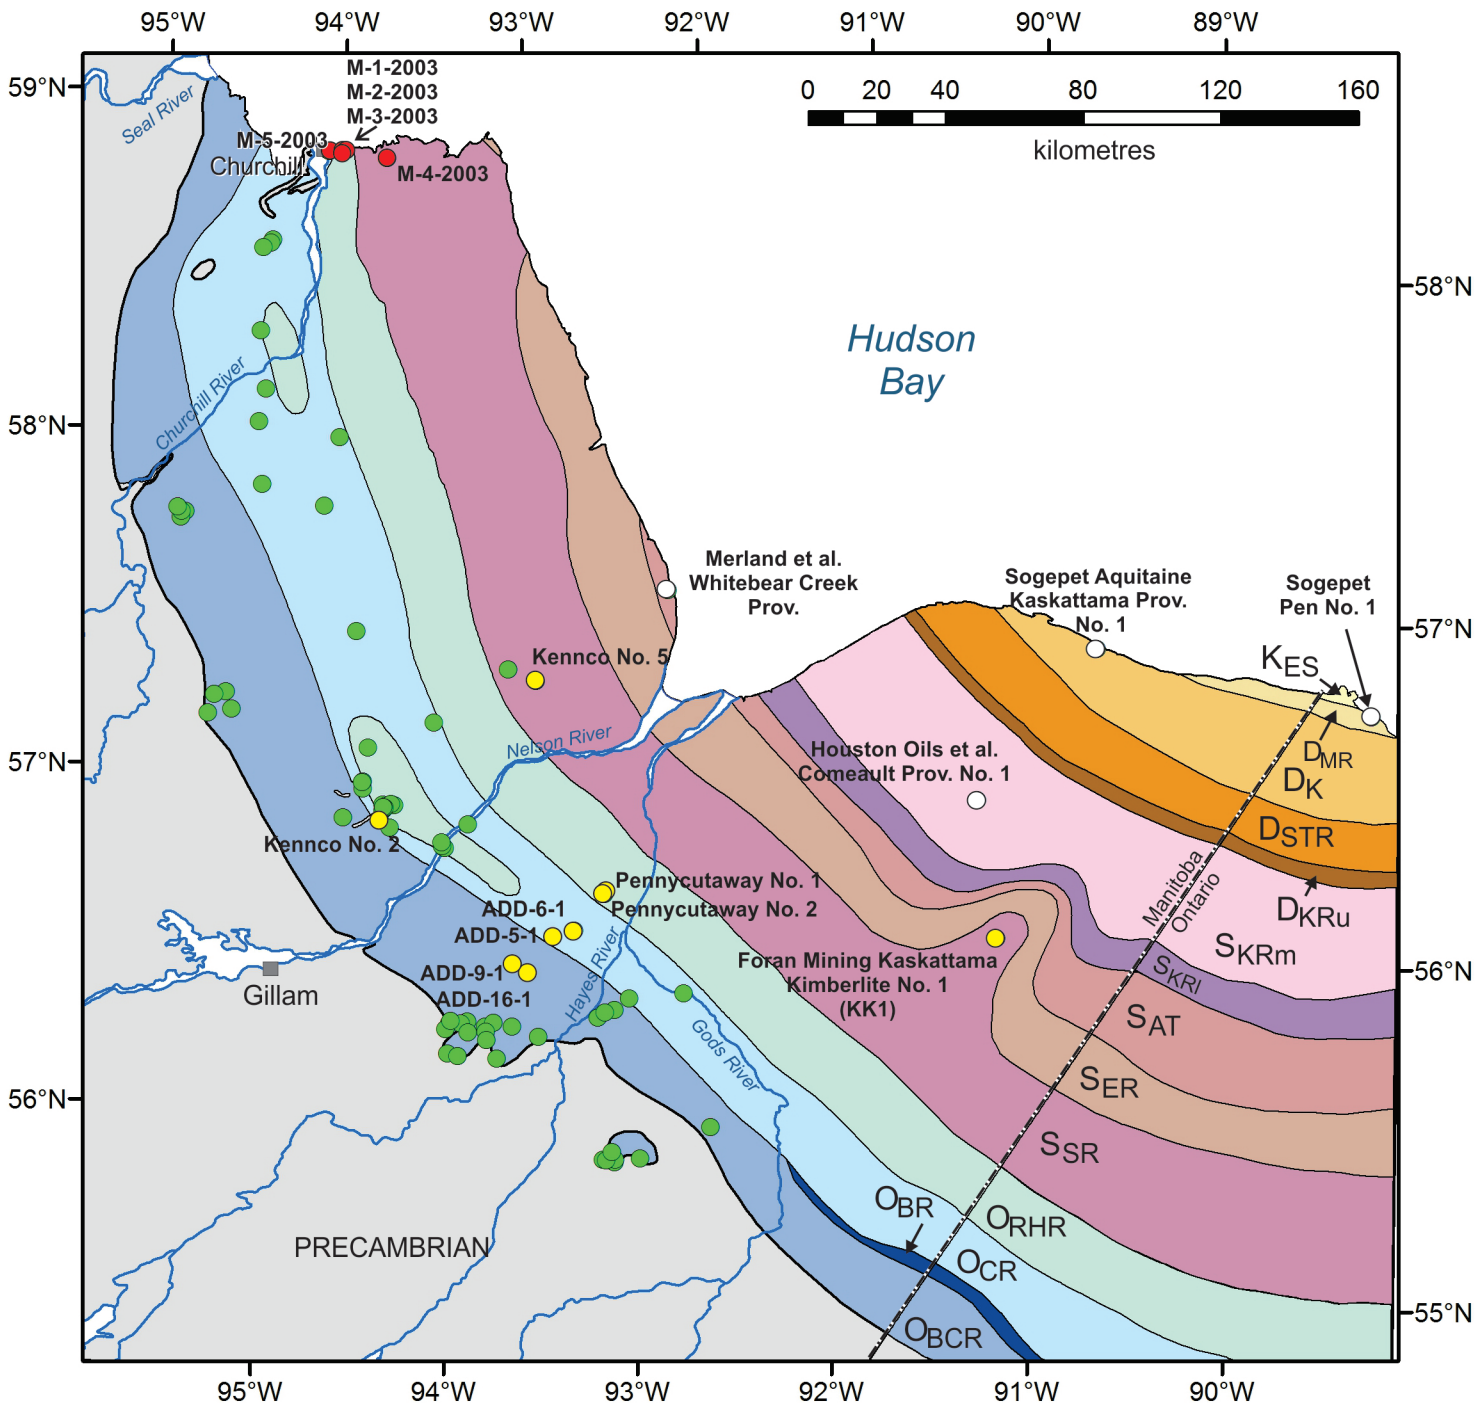 95°W 94°W 93°W 92°W 91°W 90°W 89°W
59°N
M-1-2003
M-2-2003
M-3-2003
0 20 40 80 120 160
kilometres
Seal River
M-5-2003
Churchill
M-4-2003
58°N
Hudson
Bay
Churchill River
58°N
Merland et al.
Whitebear Creek
Prov.
Sogepet Aquitaine
Kaskattama Prov.
No. 1
Sogepet
Pen No. 1
57°N
Kennco No. 5
KES
Nelson River
57°N
Houston Oils et al.
Comeault Prov. No. 1
DMR
DK
DSTR
Kennco No. 2
Manitoba
Ontario
Pennycutaway No. 1
Pennycutaway No. 2
DKRu
ADD-6-1
ADD-5-1
SKRm
Foran Mining Kaskattama
Kimberlite No. 1
(KK1)
SKRl
56°N
ADD-9-1
ADD-16-1
Hayes River
Gillam
SAT
Gods River
SER
56°N
SSR
OBR
ORHR
PRECAMBRIAN
OCR
55°N
OBCR
95°W 94°W 93°W 92°W 91°W 90°W